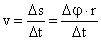 v = Δs/Δt = Δφ · r/Δt